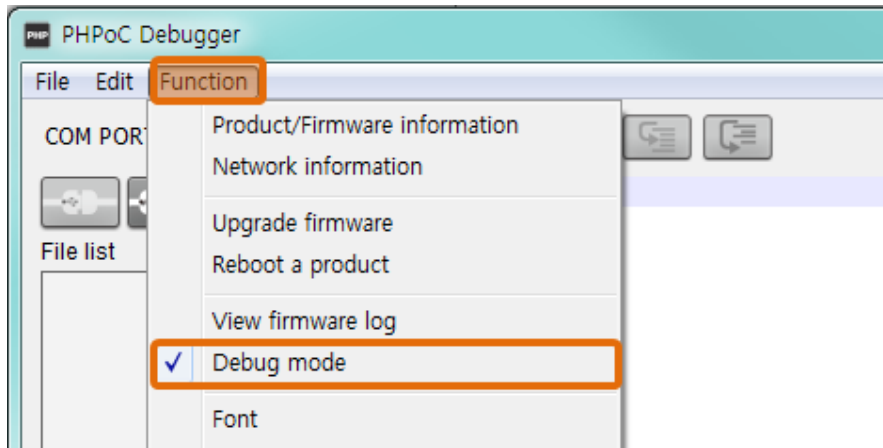 PHP PHPoC Debugger
File Edit Function
COM POR
Product/Firmware information
Network information
Upgrade firmware
File list
Reboot a product
View firmware log
Debug mode
Font